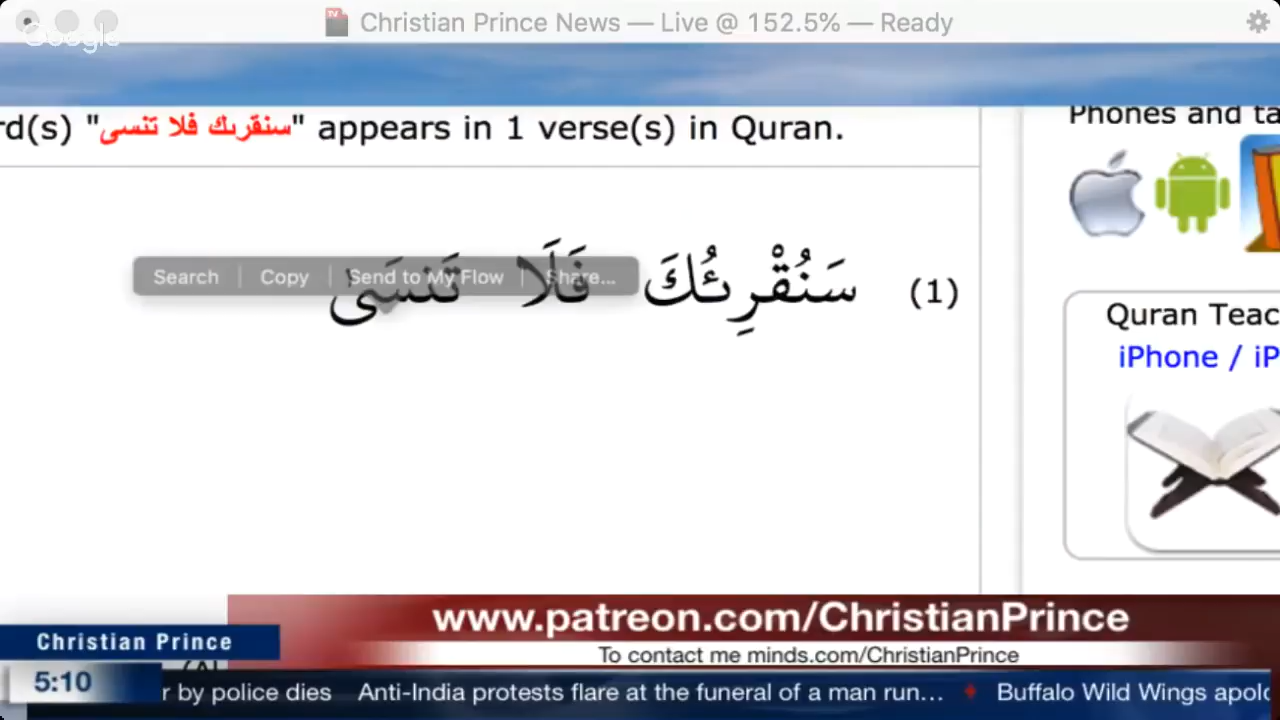 Christian Prince News — Live @ 152.5% — Ready
Google
rd(s) "سنقرىك فلا تنسى" appears in 1 verse(s) in Quran.
Phones and ta
(1) سَنُقْرِئُكَ فَلَا تَنسَىٰ
Search Copy Send to My Flow Share...
Quran Teac
iPhone / iP
www.patreon.com/ChristianPrince
To contact me minds.com/ChristianPrince
Christian Prince
5:10
r by police dies Anti-India protests flare at the funeral of a man run... Buffalo Wild Wings apolo